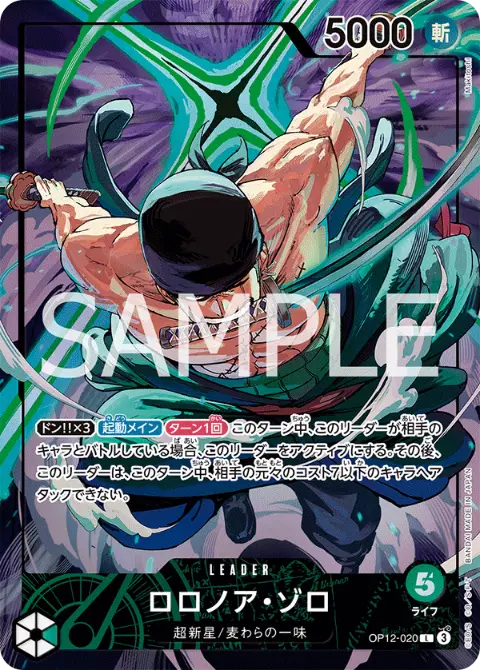 5000 斬
Makitoshi
SAMPLE
ドン!!×3 起動メイン ターン1回 このターン中、このリーダーが相手の
キャラとバトルしている場合、このリーダーをアクティブにする。その後、
このリーダーは、このターン中、相手の元々のコスト7以下のキャラへア
タックできない。
BANDAI MADE IN JAPAN
LEADER
ロロノア・ゾロ
超新星/麦わらの一味
5
ライフ
OP12-020 L 3